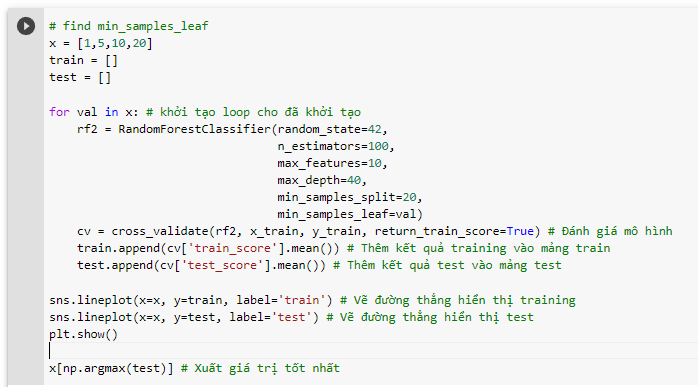 # find min_samples_leaf
x = [1,5,10,20]
train = []
test = []
for val in x: # khởi tạo loop cho đã khởi tạo
rf2 = RandomForestClassifier(random_state=42,
n_estimators=100,
max_features=10,
max_depth=40,
min_samples_split=20,
min_samples_leaf=val)
cv = cross_validate(rf2, x_train, y_train, return_train_score=True) # Đánh giá mô hình
train.append(cv['train_score'].mean()) # Thêm kết quả training vào mảng train
test.append(cv['test_score'].mean()) # Thêm kết quả test vào mảng test
sns.lineplot(x=x, y=train, label='train') # Vẽ đường thẳng hiển thị training
sns.lineplot(x=x, y=test, label='test') # Vẽ đường thẳng hiển thị test
plt.show()
x[np.argmax(test)] # Xuất giá trị tốt nhất